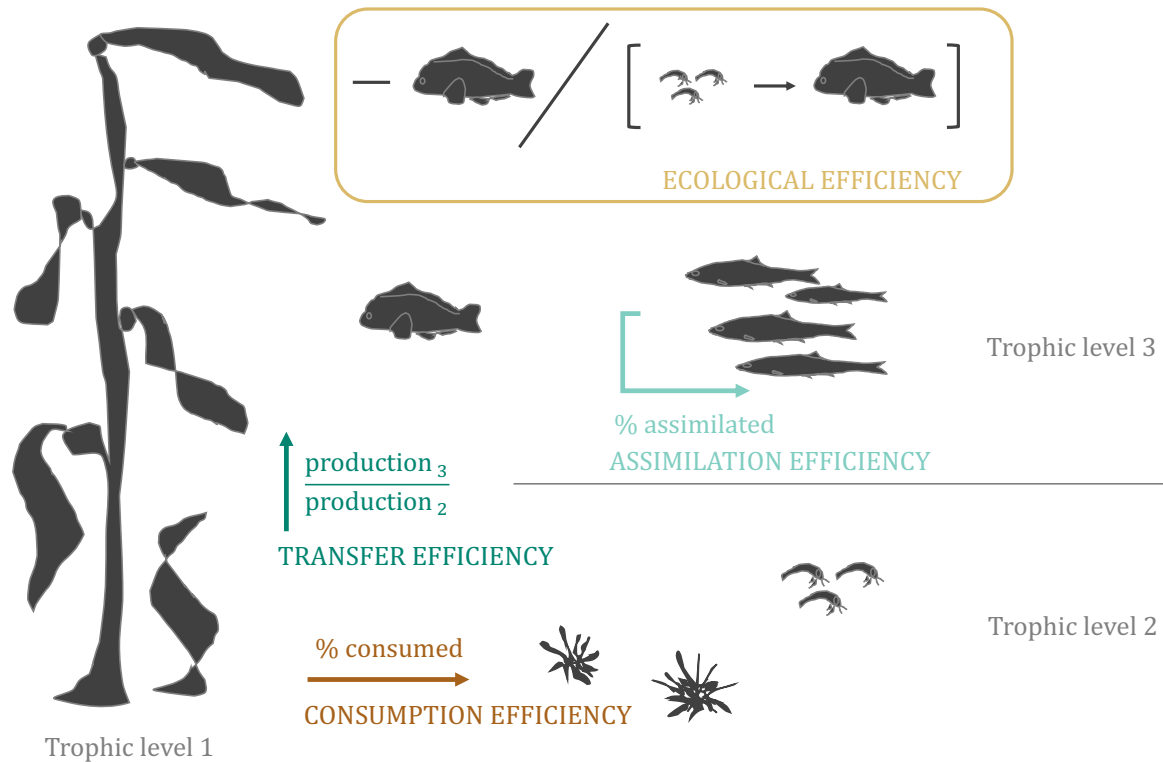 ECOLOGICAL EFFICIENCY
Trophic level 3
% assimilated
ASSIMILATION EFFICIENCY
production 3
production 2
TRANSFER EFFICIENCY
Trophic level 2
% consumed
CONSUMPTION EFFICIENCY
Trophic level 1